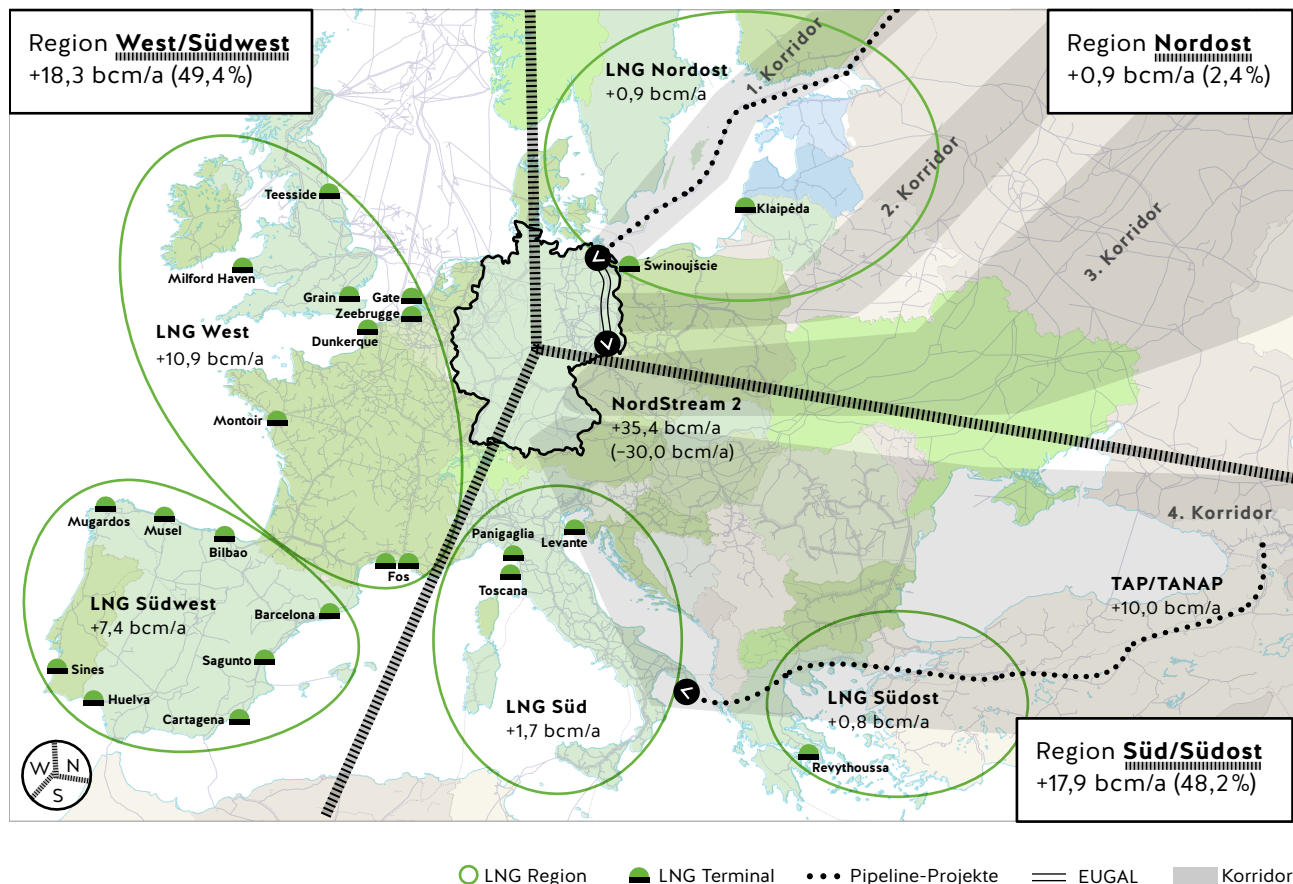 Region West/Südwest
+18,3 bcm/a (49,4%)
Region Nordost
+0,9 bcm/a (2,4%)
LNG Nordost
+0,9 bcm/a
1. Korridor
2. Korridor
3. Korridor
Teesside
Klaipėda
Milford Haven
Świnoujście
Grain
Gate
Zeebrugge
Dunkerque
LNG West
+10,9 bcm/a
NordStream 2
+35,4 bcm/a
(−30,0 bcm/a)
Montoir
4. Korridor
Mugardos
Musel
Bilbao
Panigaglia
Levante
Fos
Toscana
TAP/TANAP
+10,0 bcm/a
LNG Südwest
+7,4 bcm/a
Barcelona
Sagunto
Sines
Huelva
Cartagena
LNG Süd
+1,7 bcm/a
LNG Südost
+0,8 bcm/a
Revythoussa
Region Süd/Südost
+17,9 bcm/a (48,2%)
W N
S
LNG Region
LNG Terminal
Pipeline-Projekte
EUGAL
Korridor